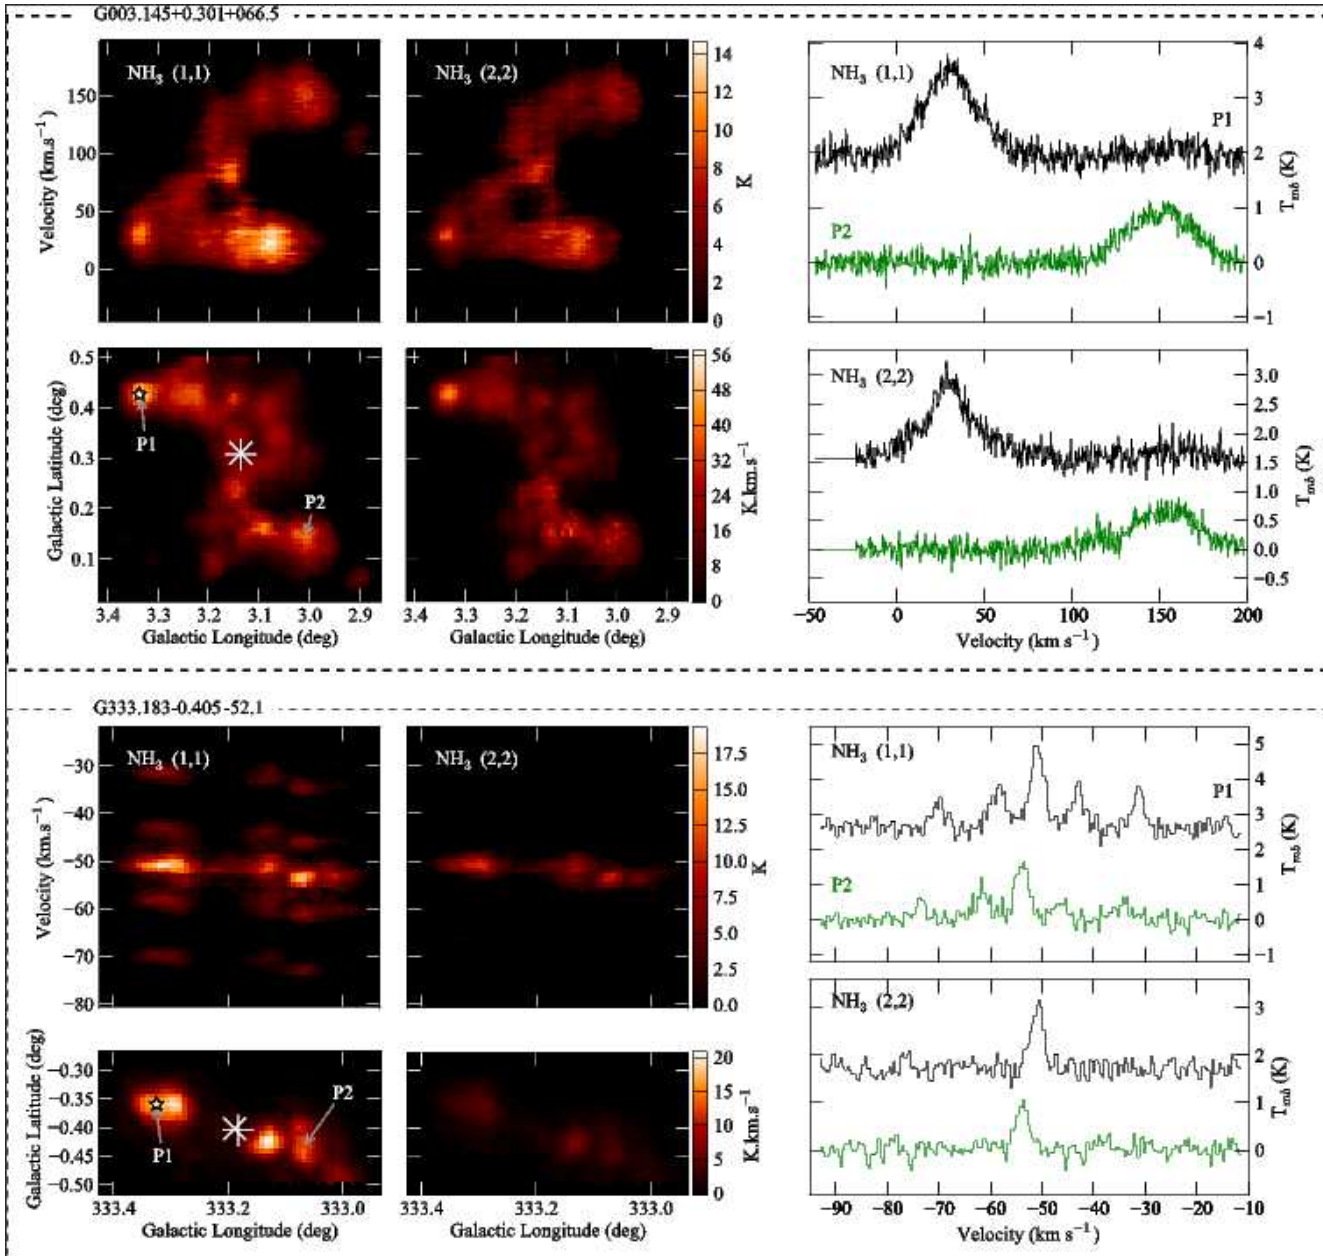 G003.145+0.301+066.5
NH₃ (1,1)
NH₃ (2,2)
150
100
50
0
Velocity (km.s⁻¹)
14
12
10
8
6
4
2
0
K
NH₃ (1,1)
P1
P2
4
3
2
1
0
−1
T_mb (K)
0.5
0.4
0.3
0.2
0.1
Galactic Latitude (deg)
P1
P2
3.4 3.3 3.2 3.1 3.0 2.9
Galactic Longitude (deg)
3.4 3.3 3.2 3.1 3.0 2.9
Galactic Longitude (deg)
56
48
40
32
24
16
8
0
K.km.s⁻¹
NH₃ (2,2)
3.0
2.5
2.0
1.5
1.0
0.5
0.0
−0.5
T_mb (K)
−50 0 50 100 150 200
Velocity (km s⁻¹)
G333.183-0.405-52.1
NH₃ (1,1)
NH₃ (2,2)
−30
−40
−50
−60
−70
−80
Velocity (km.s⁻¹)
17.5
15.0
12.5
10.0
7.5
5.0
2.5
0.0
K
NH₃ (1,1)
P1
P2
5
4
3
2
1
0
−1
T_mb (K)
−0.30
−0.35
−0.40
−0.45
−0.50
Galactic Latitude (deg)
P1
P2
333.4 333.2 333.0
Galactic Longitude (deg)
333.4 333.2 333.0
Galactic Longitude (deg)
20
15
10
5
0
K.km.s⁻¹
NH₃ (2,2)
3
2
1
0
T_mb (K)
−90 −80 −70 −60 −50 −40 −30 −20 −10
Velocity (km s⁻¹)